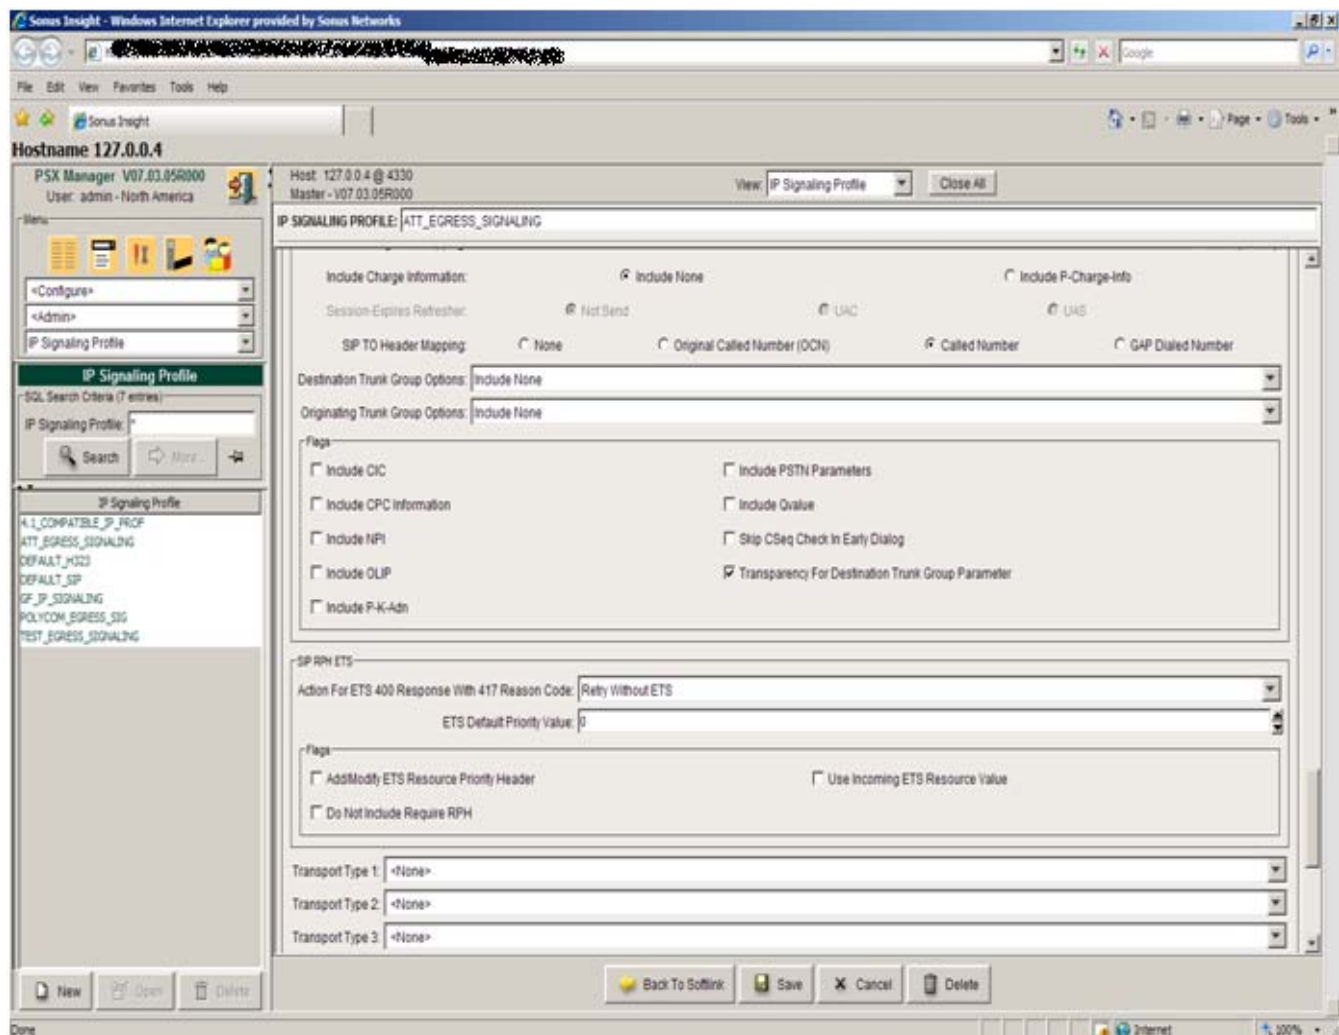 Sonus Insight - Windows Internet Explorer provided by Sonus Networks
Google
File Edit View Favorites Tools Help
Sonus Insight
Page Tools
Hostname 127.0.0.4
PSX Manager V07.03.05R000
User: admin - North America
Menu
<Configure>
<Admin>
IP Signaling Profile
IP Signaling Profile
SQL Search Criteria (7 entries)
IP Signaling Profile: *
Search More...
IP Signaling Profile
4.1_COMPATIBLE_IP_PROF
ATT_EGRESS_SIGNALING
DEFAULT_H323
DEFAULT_SIP
GF_IP_SIGNALING
POLYCOM_EGRESS_SIG
TEST_EGRESS_SIGNALING
New Open Delete
Host: 127.0.0.4 @ 4330
Master - V07.03.05R000
View: IP Signaling Profile Close All
IP SIGNALING PROFILE: ATT_EGRESS_SIGNALING
Include Charge Information: Include None Include P-Charge-Info
Session-Expires Refresher: Not Send UAC UAS
SIP TO Header Mapping: None Original Called Number (OCN) Called Number GAP Dialed Number
Destination Trunk Group Options: Include None
Originating Trunk Group Options: Include None
Flags
Include CIC Include PSTN Parameters
Include CPC Information Include Qvalue
Include NPI Skip CSeq Check In Early Dialog
Include OLIP Transparency For Destination Trunk Group Parameter
Include P-K-Adn
SIP RPH ETS
Action For ETS 400 Response With 417 Reason Code: Retry Without ETS
ETS Default Priority Value: 0
Flags
Add/Modify ETS Resource Priority Header Use Incoming ETS Resource Value
Do Not Include Require RPH
Transport Type 1: <None>
Transport Type 2: <None>
Transport Type 3: <None>
Back To Softlink Save Cancel Delete
Done Internet 100%